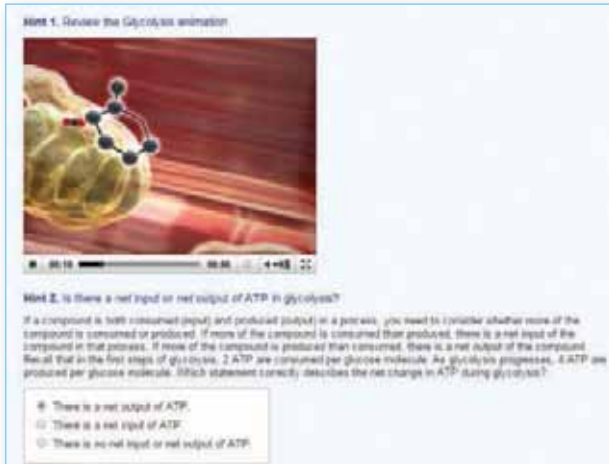 Hint 1. Review the Glycolysis animation
Hint 2. Is there a net input or net output of ATP in glycolysis?
If a compound is both consumed (input) and produced (output) in a process, you need to consider whether more of the
compound is consumed or produced. If more of the compound is consumed than produced, there is a net input of the
compound in that process. If more of the compound is produced than consumed, there is a net output of the compound.
Recall that in the first steps of glycolysis, 2 ATP are consumed per glucose molecule. As glycolysis progresses, 4 ATP are
produced per glucose molecule. Which statement correctly describes the net change in ATP during glycolysis?
There is a net output of ATP.
There is a net input of ATP.
There is no net input or net output of ATP.